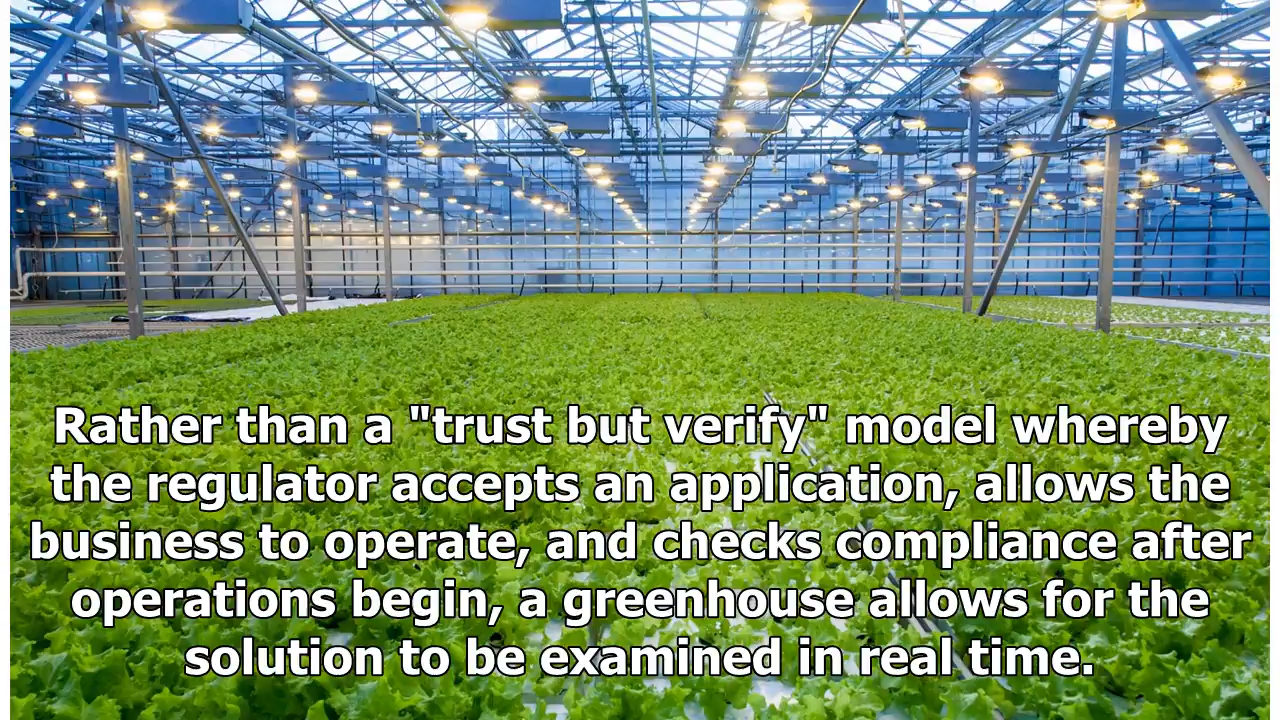 Rather than a "trust but verify" model whereby
the regulator accepts an application, allows the
business to operate, and checks compliance after
operations begin, a greenhouse allows for the
solution to be examined in real time.